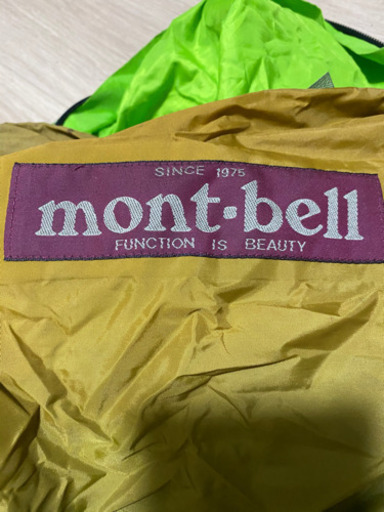 SINCE 1975
mont·bell
FUNCTION IS BEAUTY